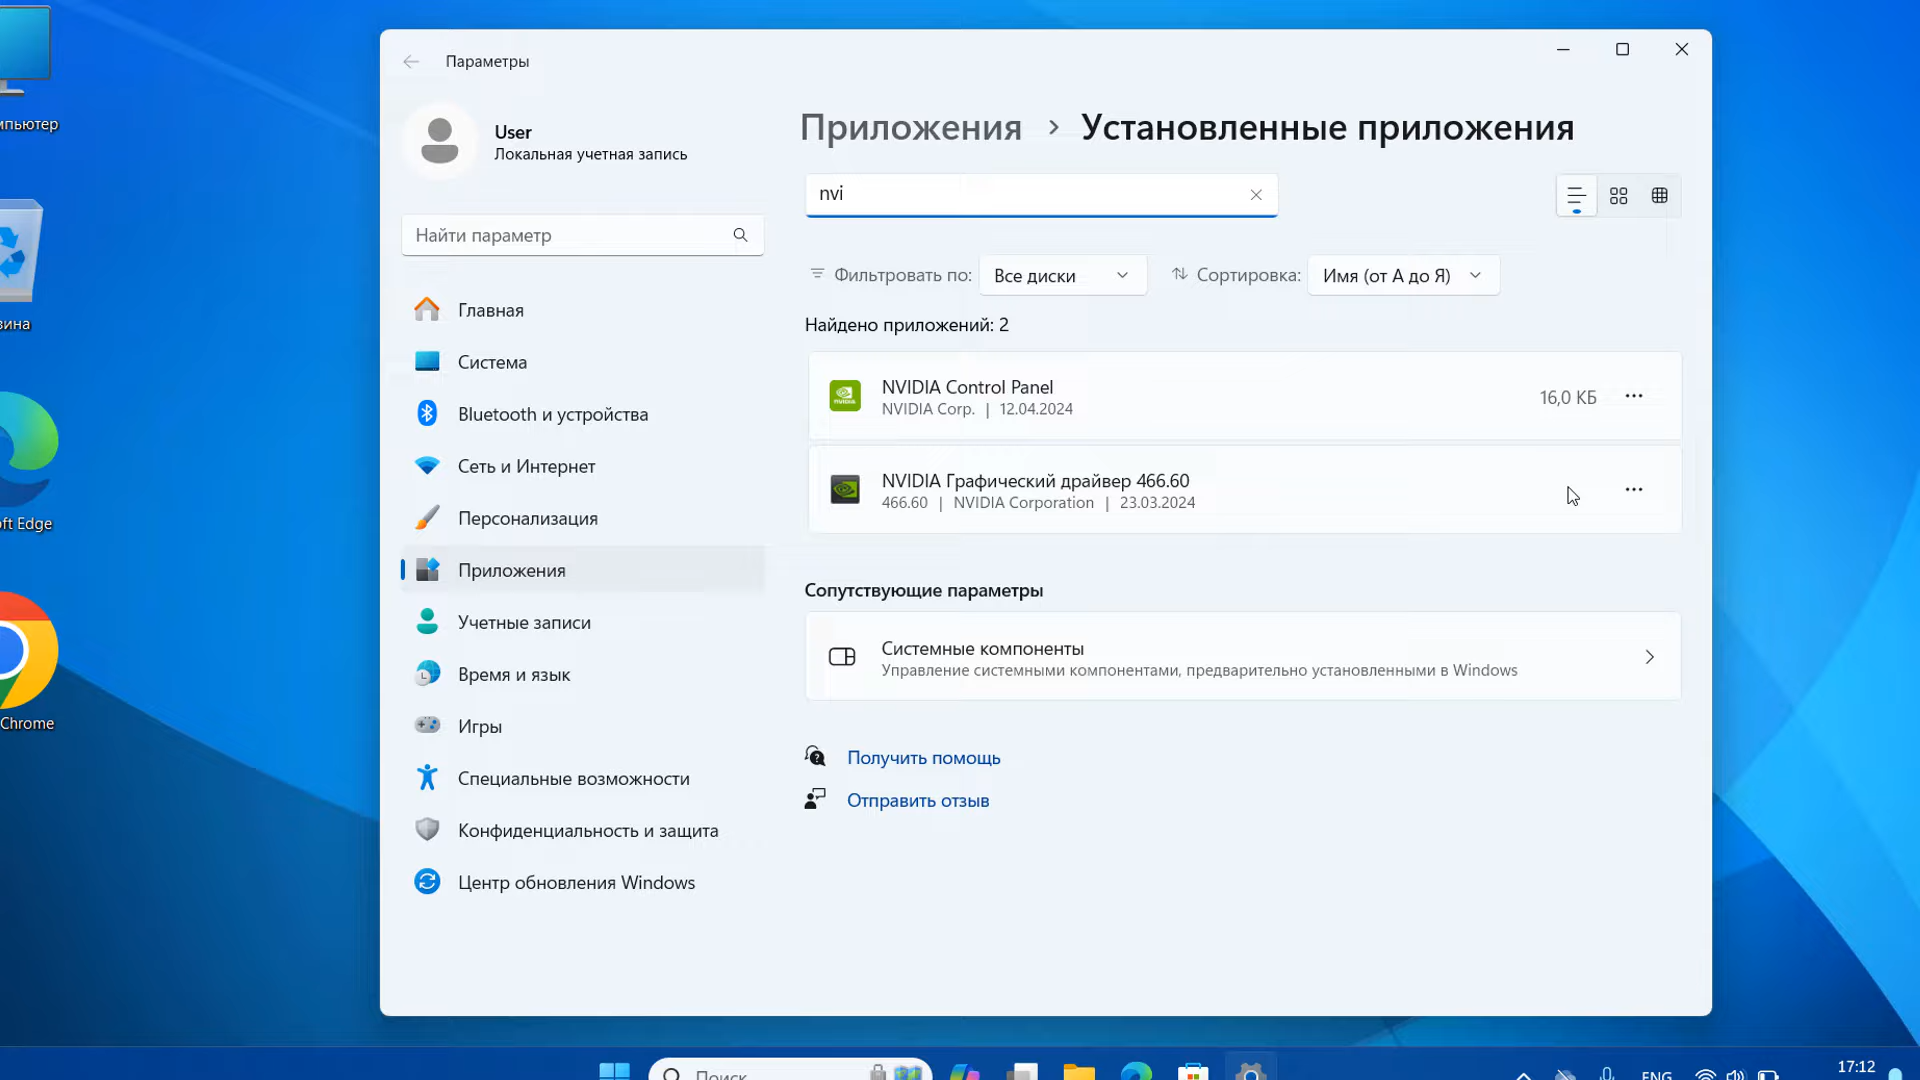 мпьютер
зина
ft Edge
Chrome
Параметры
User
Локальная учетная запись
Найти параметр
Главная
Система
Bluetooth и устройства
Сеть и Интернет
Персонализация
Приложения
Учетные записи
Время и язык
Игры
Специальные возможности
Конфиденциальность и защита
Центр обновления Windows
Приложения › Установленные приложения
nvi
Фильтровать по: Все диски Сортировка: Имя (от А до Я)
Найдено приложений: 2
NVIDIA Control Panel
NVIDIA Corp. | 12.04.2024
16,0 КБ
NVIDIA Графический драйвер 466.60
466.60 | NVIDIA Corporation | 23.03.2024
Сопутствующие параметры
Системные компоненты
Управление системными компонентами, предварительно установленными в Windows
Получить помощь
Отправить отзыв
Поиск
ENG
17:12